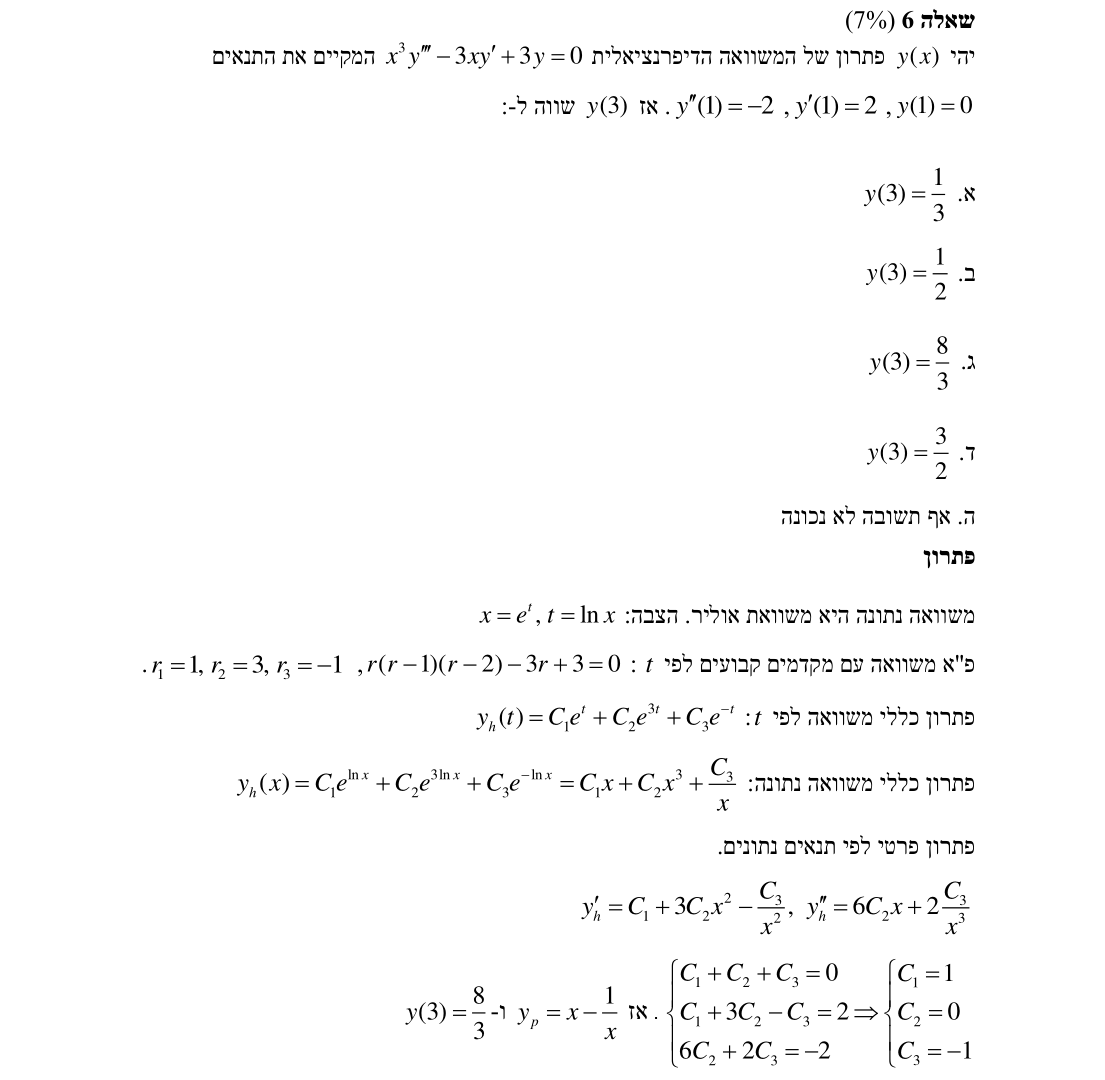 שאלה 6 (7%)
יהי y(x) פתרון של המשוואה הדיפרנציאלית x³y''' − 3xy' + 3y = 0 המקיים את התנאים
y(1) = 0 , y'(1) = 2 , y''(1) = −2 . אז y(3) שווה ל-:
א. y(3) = 1/3
ב. y(3) = 1/2
ג. y(3) = 8/3
ד. y(3) = 3/2
ה. אף תשובה לא נכונה
פתרון
משוואה נתונה היא משוואת אוילר. הצבה: x = e^t , t = ln x
פ"א משוואה עם מקדמים קבועים לפי t : r(r−1)(r−2) − 3r + 3 = 0 , r₁ = 1, r₂ = 3, r₃ = −1 .
פתרון כללי משוואה לפי t : y_h(t) = C₁e^t + C₂e^{3t} + C₃e^{−t}
פתרון כללי משוואה נתונה: y_h(x) = C₁e^{ln x} + C₂e^{3ln x} + C₃e^{−ln x} = C₁x + C₂x³ + C₃/x
פתרון פרטי לפי תנאים נתונים.
y'_h = C₁ + 3C₂x² − C₃/x² , y''_h = 6C₂x + 2C₃/x³
{C₁ + C₂ + C₃ = 0, C₁ + 3C₂ − C₃ = 2, 6C₂ + 2C₃ = −2 ⇒ {C₁ = 1, C₂ = 0, C₃ = −1 . אז y_p = x − 1/x ו- y(3) = 8/3